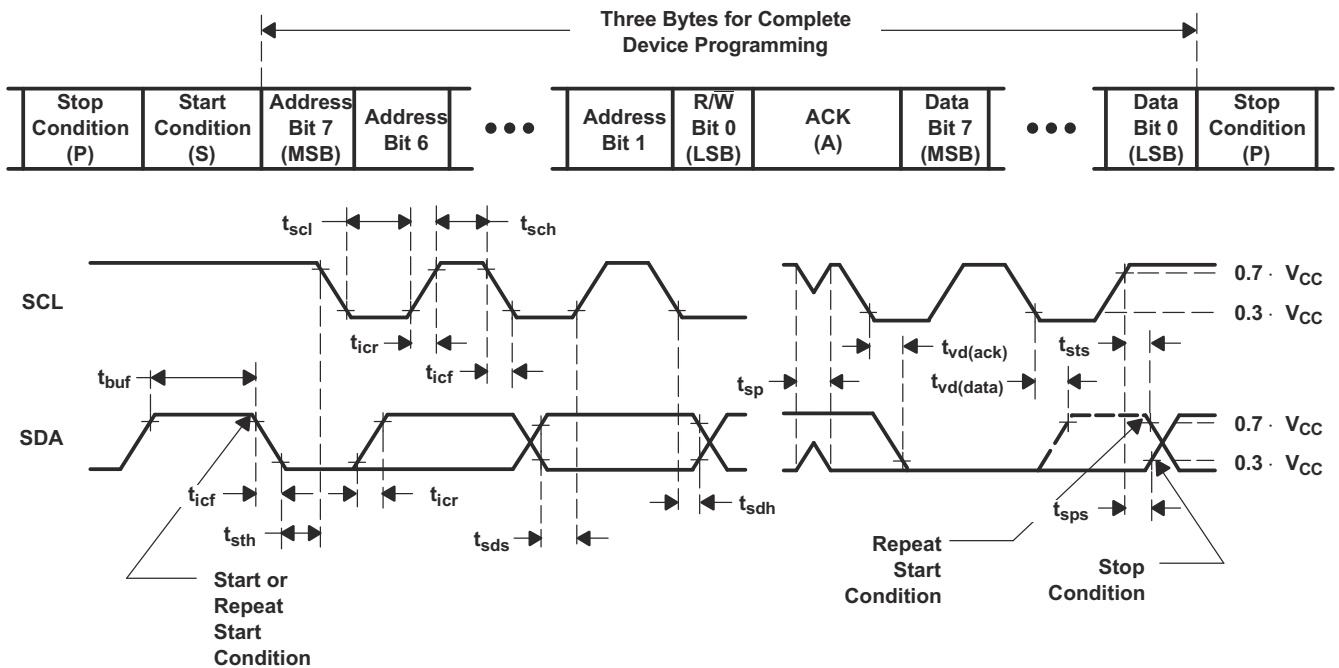 Three Bytes for Complete
Device Programming
Stop
Condition
(P)
Start
Condition
(S)
Address
Bit 7
(MSB)
Address
Bit 6
•••
Address
Bit 1
R/W̅
Bit 0
(LSB)
ACK
(A)
Data
Bit 7
(MSB)
•••
Data
Bit 0
(LSB)
Stop
Condition
(P)
tscl
tsch
SCL
0.7 · VCC
0.3 · VCC
ticr
ticf
tbuf
tsp
tvd(ack)
tvd(data)
tsts
SDA
0.7 · VCC
0.3 · VCC
ticf
ticr
tsth
tsds
tsdh
tsps
Start or
Repeat
Start
Condition
Repeat
Start
Condition
Stop
Condition